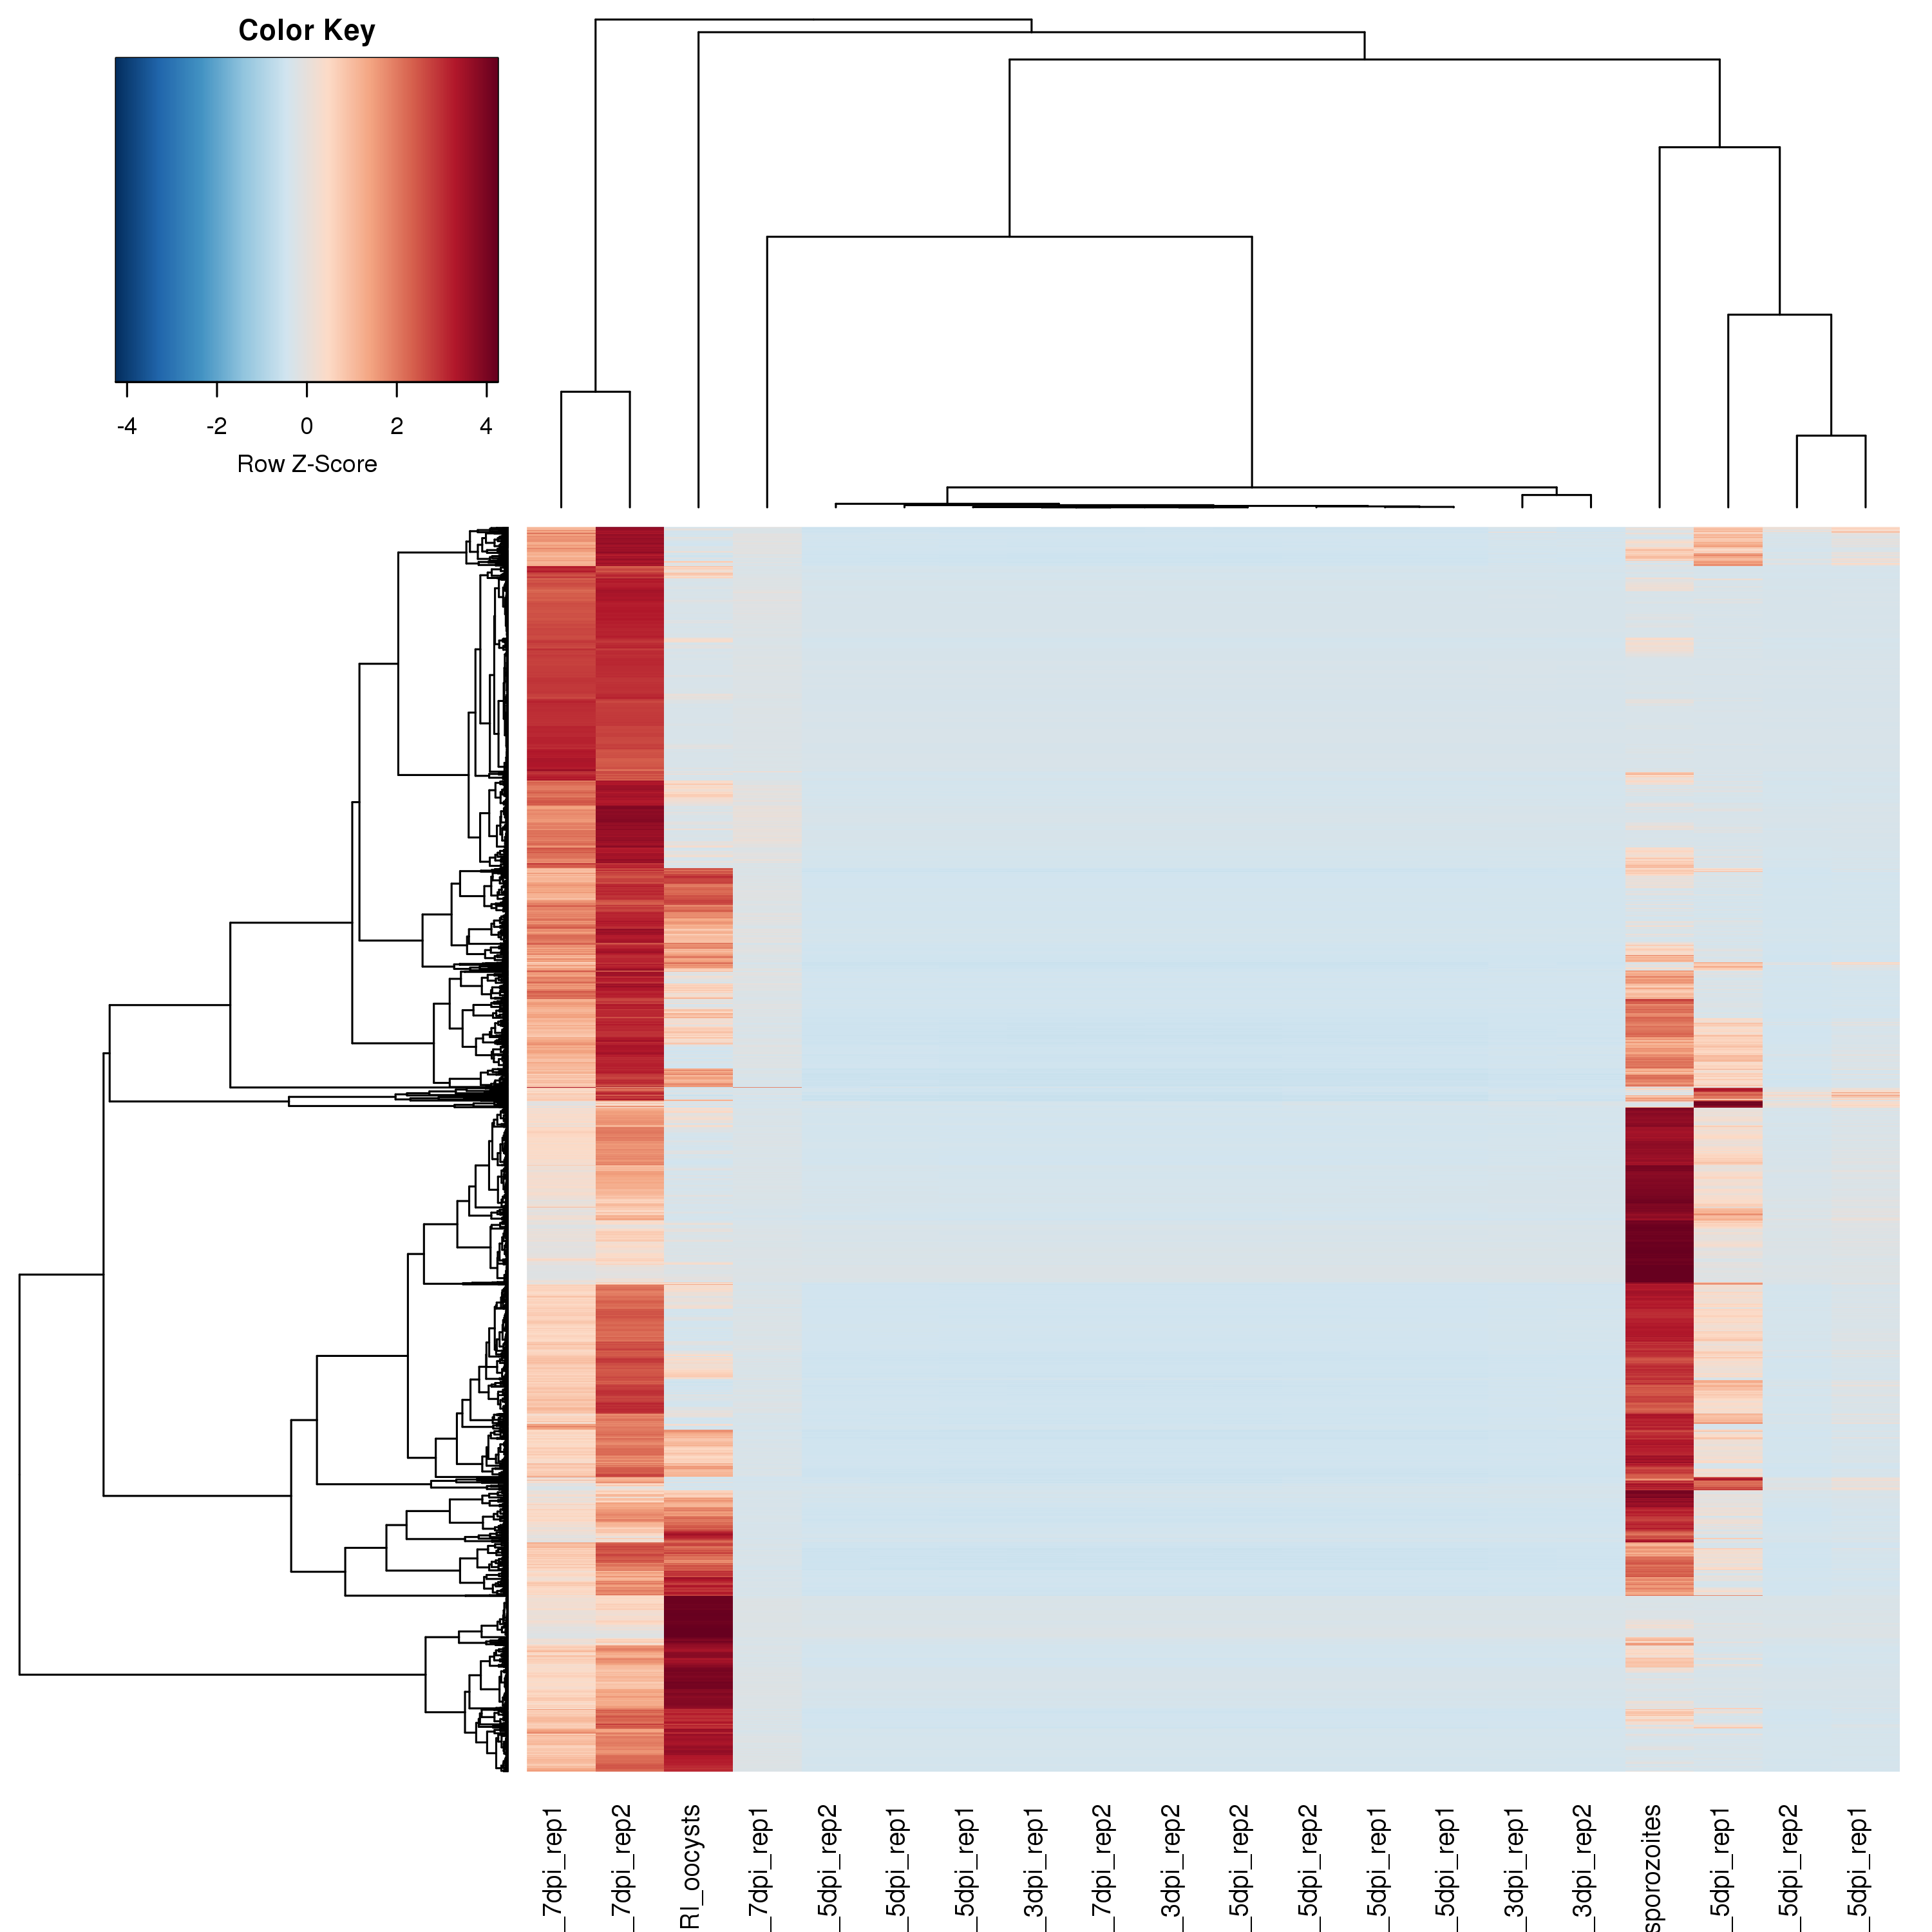 Color Key
-4 -2 0 2 4
Row Z-Score
_7dpi_rep1
_7dpi_rep2
RI_oocysts
_7dpi_rep1
_5dpi_rep2
_5dpi_rep1
_5dpi_rep1
_3dpi_rep1
_7dpi_rep2
_3dpi_rep2
_5dpi_rep2
_5dpi_rep2
_5dpi_rep1
_5dpi_rep1
_3dpi_rep1
_3dpi_rep2
sporozoites
_5dpi_rep1
_5dpi_rep2
_5dpi_rep1